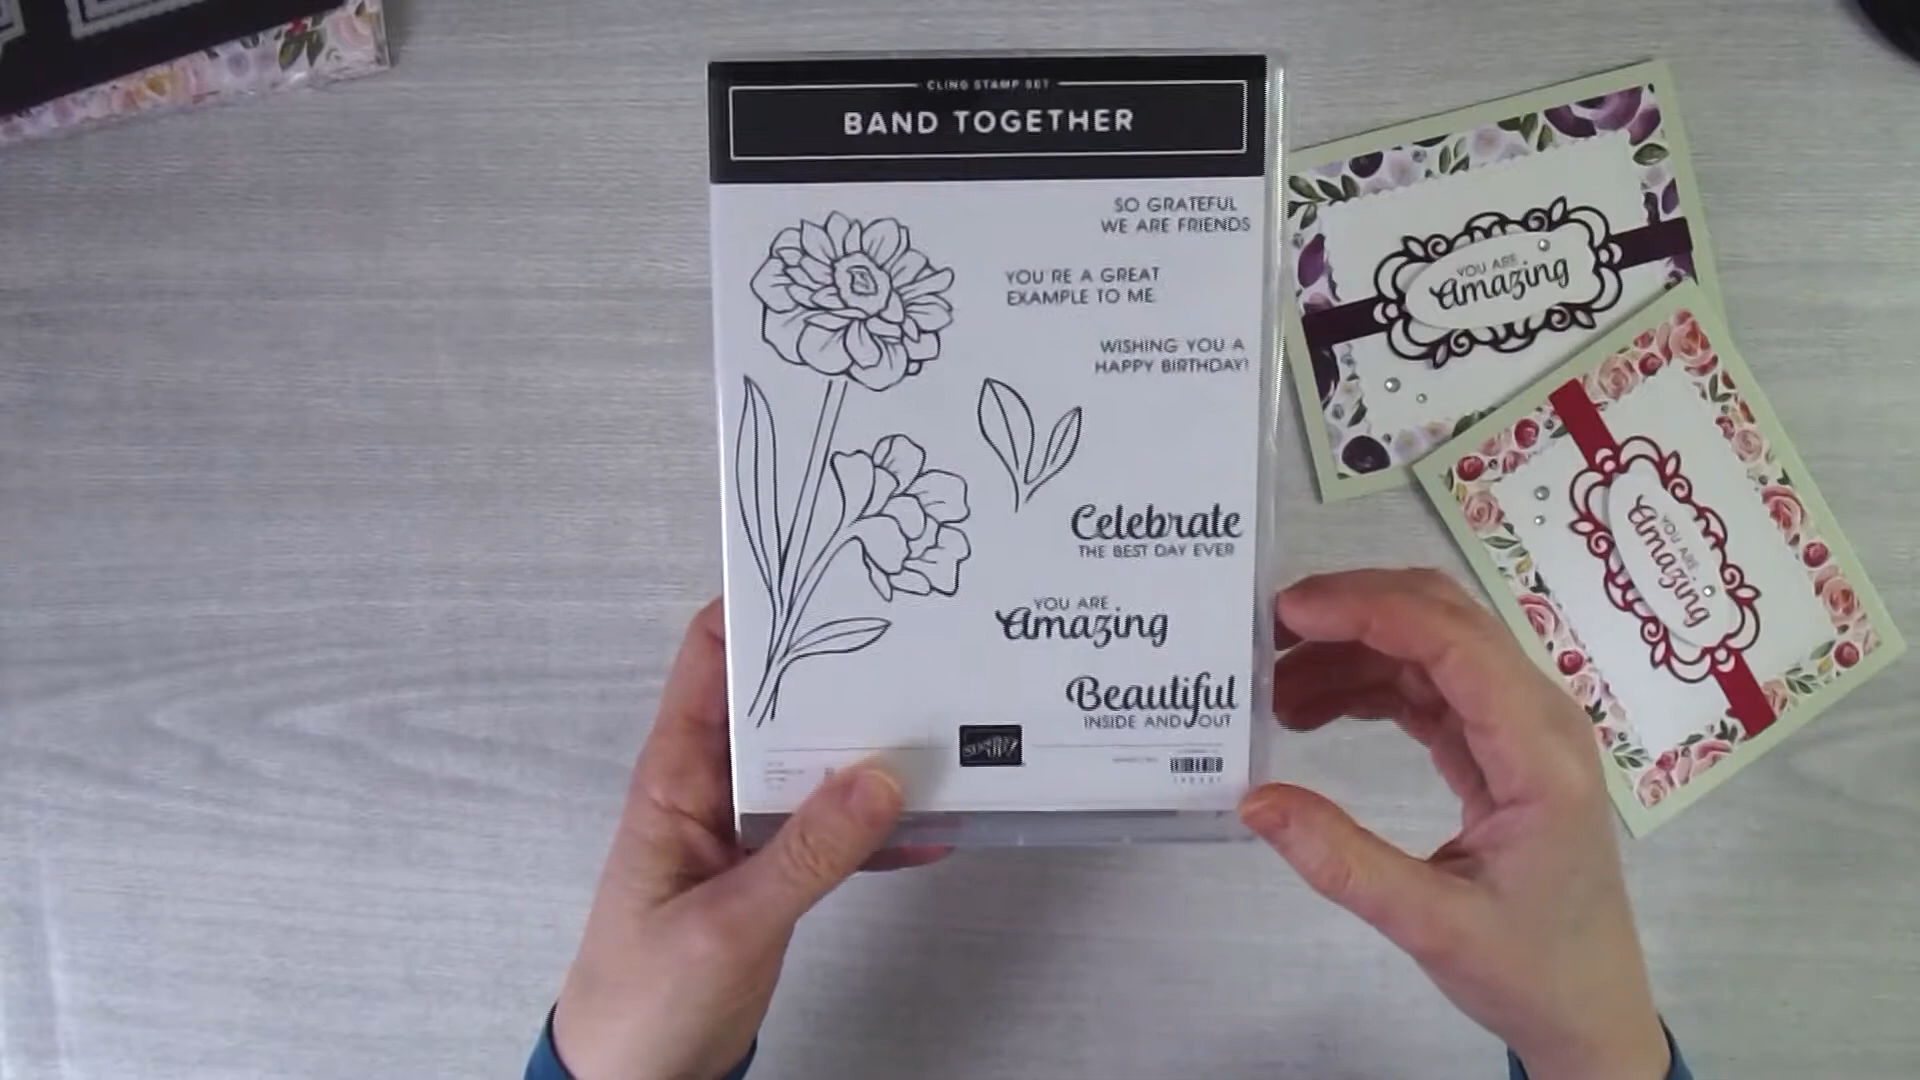 CLING STAMP SET
BAND TOGETHER
SO GRATEFUL
WE ARE FRIENDS
YOU'RE A GREAT
EXAMPLE TO ME
WISHING YOU A
HAPPY BIRTHDAY!
Celebrate
THE BEST DAY EVER
YOU ARE
Amazing
Beautiful
INSIDE AND OUT
YOU ARE
Amazing
YOU ARE
Amazing